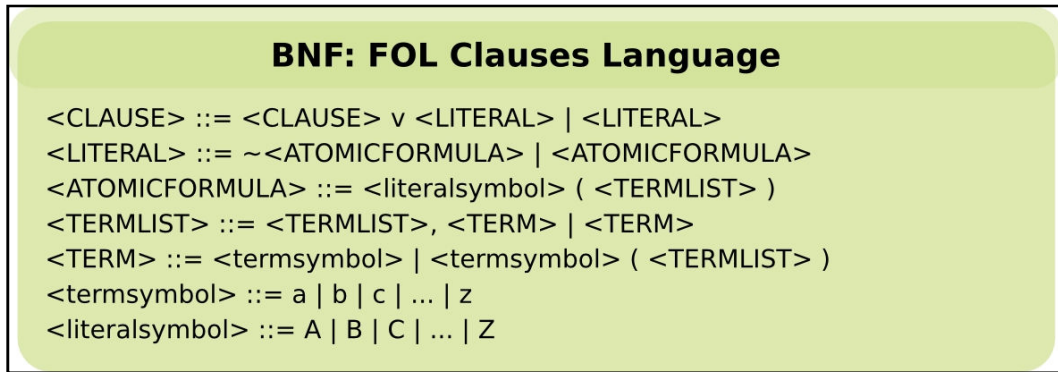 BNF: FOL Clauses Language
<CLAUSE> ::= <CLAUSE> v <LITERAL> | <LITERAL>
<LITERAL> ::= ~<ATOMICFORMULA> | <ATOMICFORMULA>
<ATOMICFORMULA> ::= <literalsymbol> ( <TERMLIST> )
<TERMLIST> ::= <TERMLIST>, <TERM> | <TERM>
<TERM> ::= <termsymbol> | <termsymbol> ( <TERMLIST> )
<termsymbol> ::= a | b | c | ... | z
<literalsymbol> ::= A | B | C | ... | Z